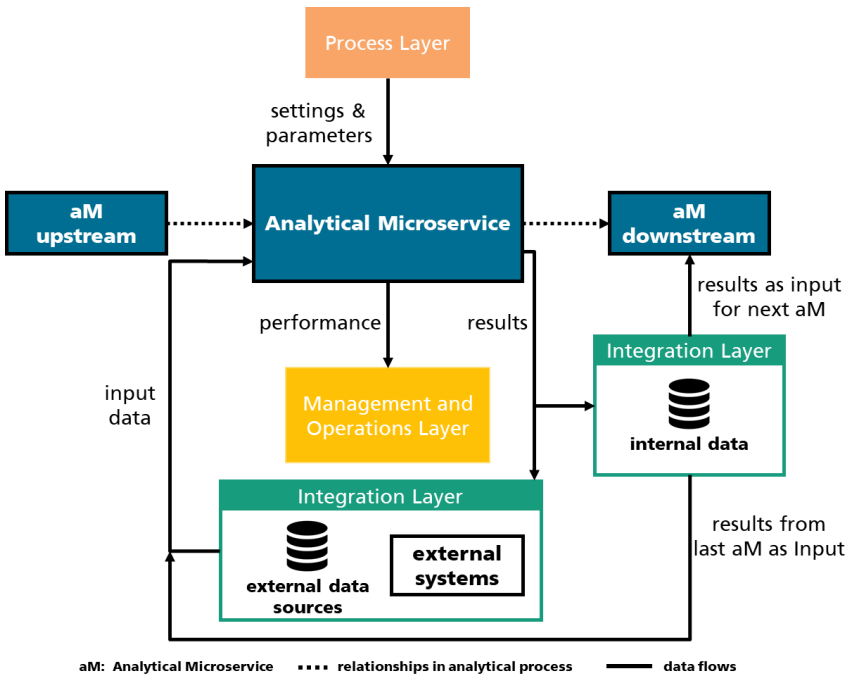 Process Layer
settings &
parameters
aM
upstream
Analytical Microservice
aM
downstream
performance
results
results as input
for next aM
Integration Layer
internal data
input
data
Management and
Operations Layer
Integration Layer
external data
sources
external
systems
results from
last aM as Input
aM: Analytical Microservice
relationships in analytical process
data flows